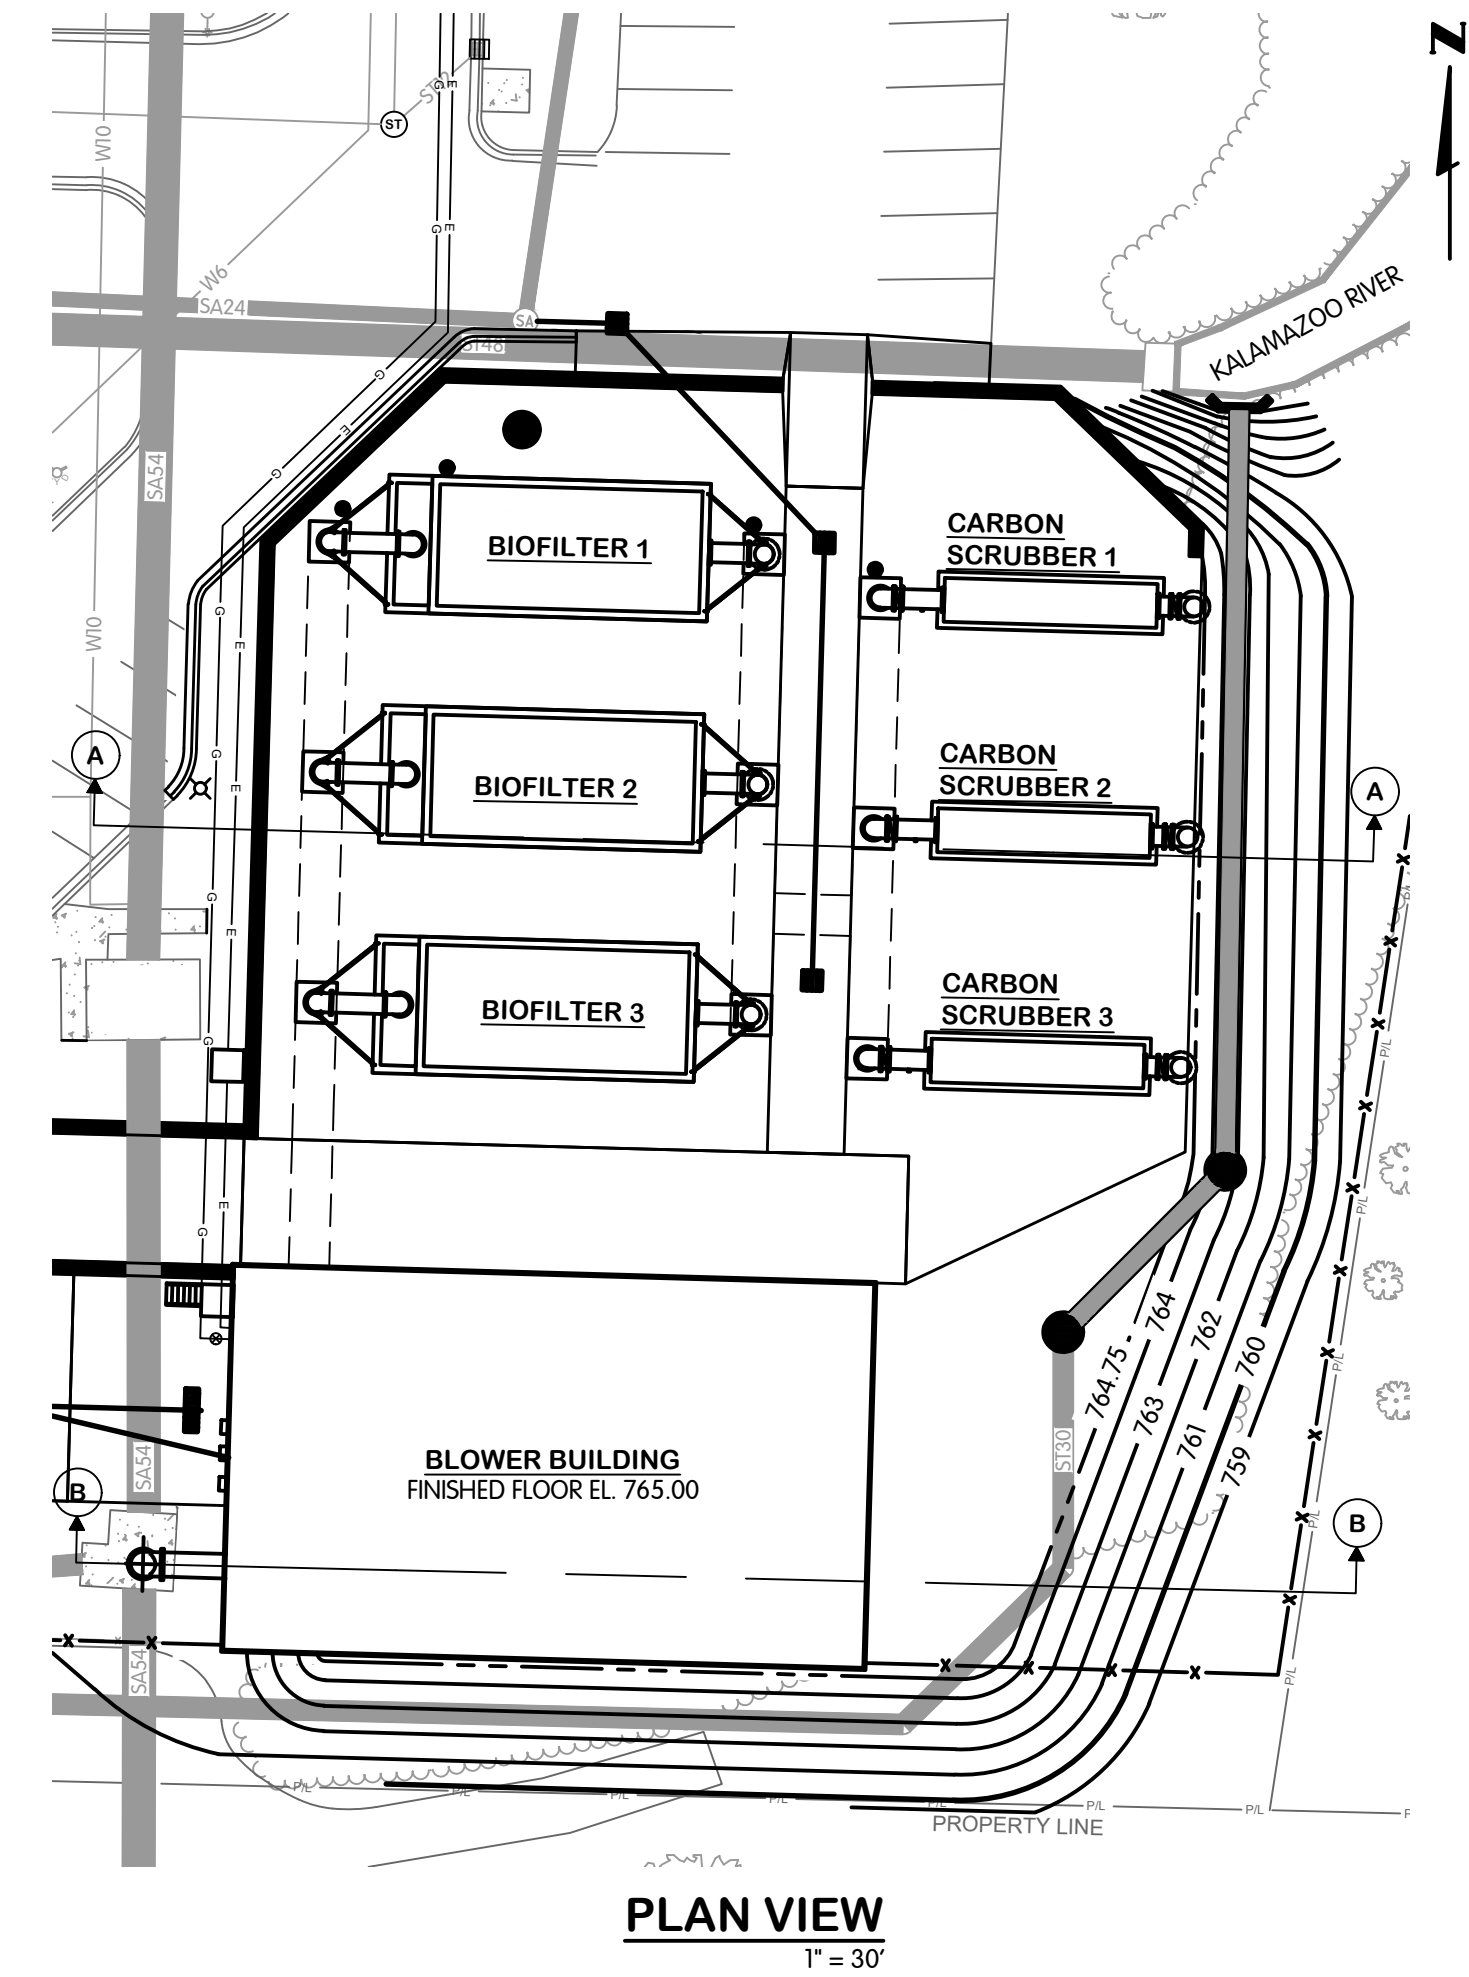 N
G E
ST12
ST
W10
G E
W6
SA24
SA
ST48
KALAMAZOO RIVER
G
E
G
SA54
BIOFILTER 1
CARBON
SCRUBBER 1
W10
G
E
A
G
E
BIOFILTER 2
CARBON
SCRUBBER 2
A
G
E
P/L
BIOFILTER 3
CARBON
SCRUBBER 3
G
P/L
E
G
P/L
764
762
760
764.75
763
761
759
P/L
SA54
ST30
BLOWER BUILDING
FINISHED FLOOR EL. 765.00
B
B
P/L
SA54
P/L
P/L
P/L
P/L
P/L
P/L
P/L
P/L
PROPERTY LINE
PLAN VIEW
1" = 30'